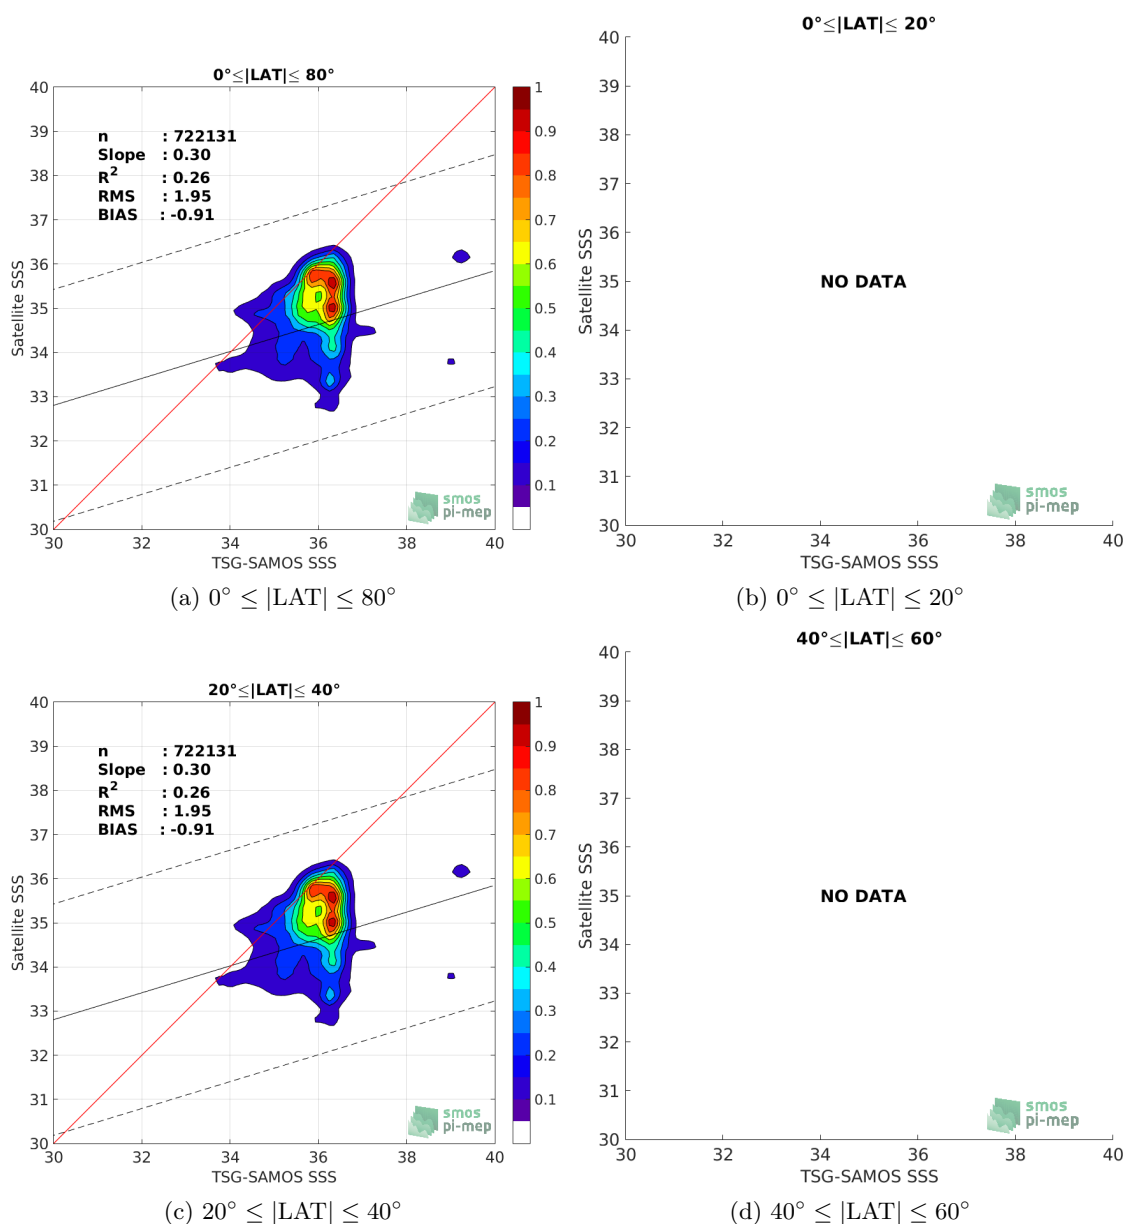 0°≤|LAT|≤ 80°
n : 722131
Slope : 0.30
R2 : 0.26
RMS : 1.95
BIAS : -0.91
40
39
38
37
36
35
34
33
32
31
30
Satellite SSS
30 32 34 36 38 40
TSG-SAMOS SSS
1
0.9
0.8
0.7
0.6
0.5
0.4
0.3
0.2
0.1
smos
pi-mep
(a) 0° ≤ |LAT| ≤ 80°
0°≤|LAT|≤ 20°
40
39
38
37
36
35
34
33
32
31
30
Satellite SSS
NO DATA
30 32 34 36 38 40
TSG-SAMOS SSS
smos
pi-mep
(b) 0° ≤ |LAT| ≤ 20°
20°≤|LAT|≤ 40°
n : 722131
Slope : 0.30
R2 : 0.26
RMS : 1.95
BIAS : -0.91
40
39
38
37
36
35
34
33
32
31
30
Satellite SSS
30 32 34 36 38 40
TSG-SAMOS SSS
1
0.9
0.8
0.7
0.6
0.5
0.4
0.3
0.2
0.1
smos
pi-mep
(c) 20° ≤ |LAT| ≤ 40°
40°≤|LAT|≤ 60°
40
39
38
37
36
35
34
33
32
31
30
Satellite SSS
NO DATA
30 32 34 36 38 40
TSG-SAMOS SSS
smos
pi-mep
(d) 40° ≤ |LAT| ≤ 60°